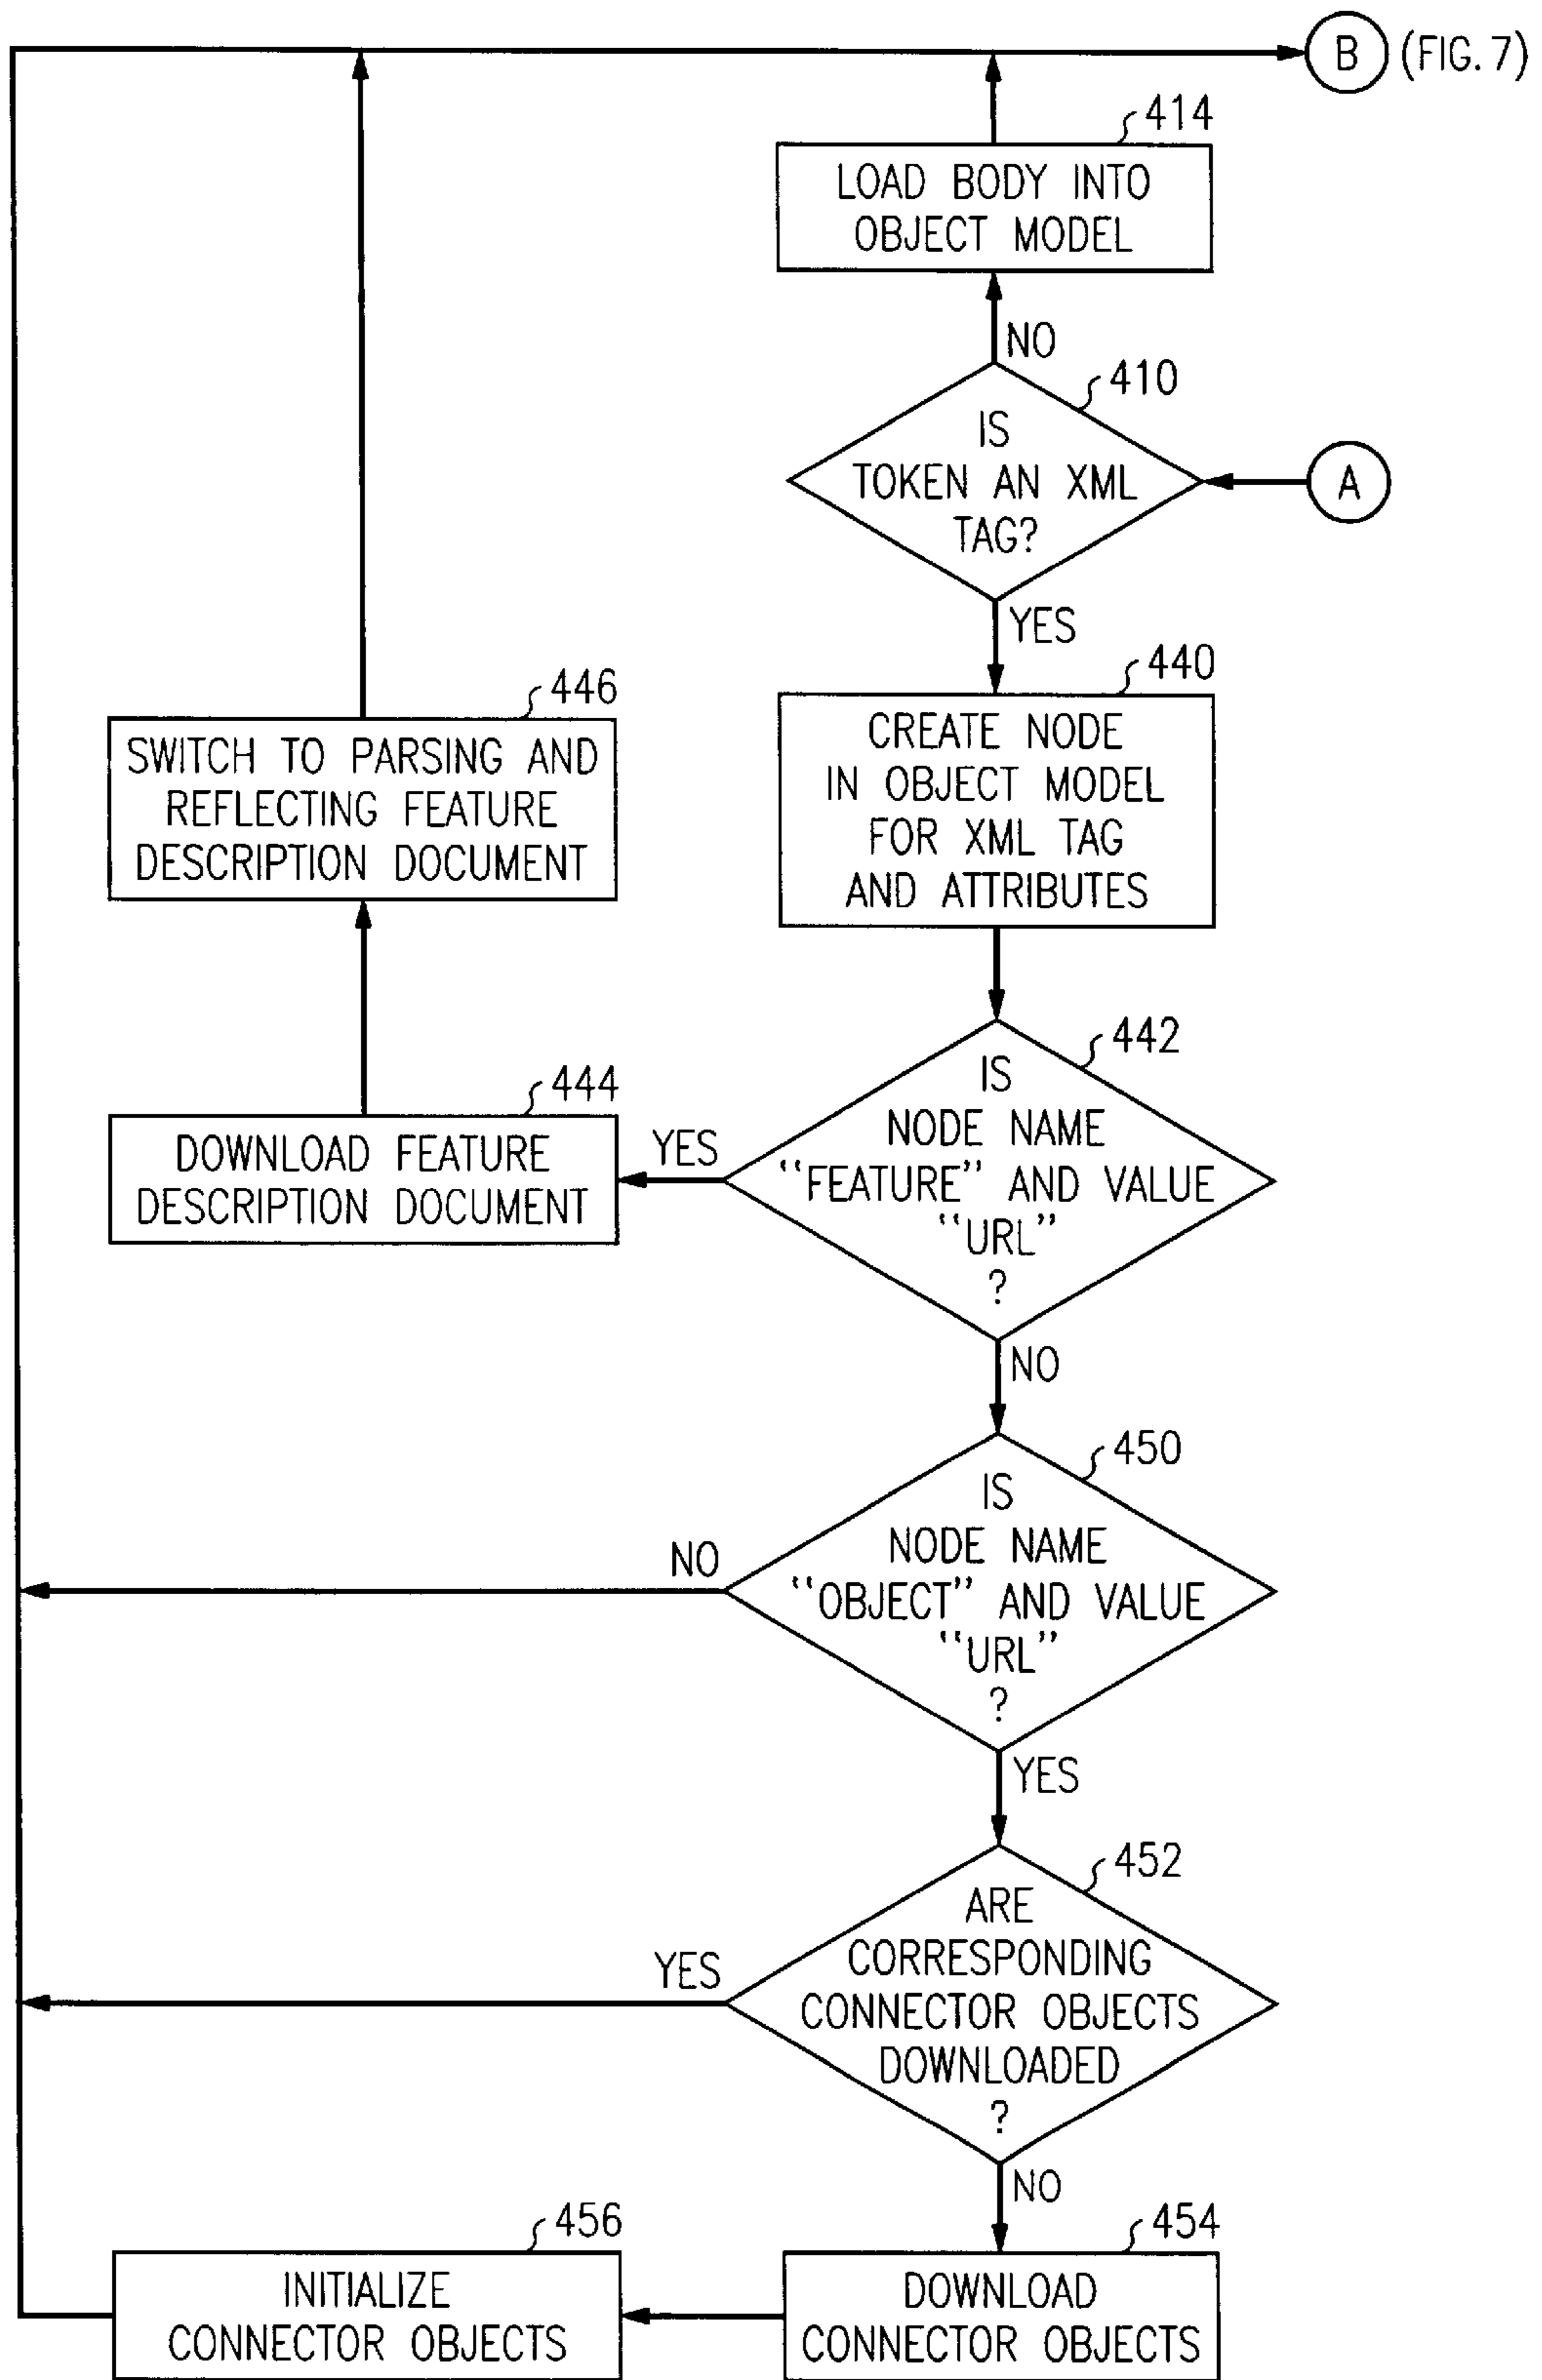 B (FIG. 7)
414
LOAD BODY INTO
OBJECT MODEL
NO
410
IS
TOKEN AN XML
TAG?
A
YES
440
CREATE NODE
IN OBJECT MODEL
FOR XML TAG
AND ATTRIBUTES
446
SWITCH TO PARSING AND
REFLECTING FEATURE
DESCRIPTION DOCUMENT
442
IS
NODE NAME
"FEATURE" AND VALUE
"URL"
?
YES
444
DOWNLOAD FEATURE
DESCRIPTION DOCUMENT
NO
450
IS
NODE NAME
"OBJECT" AND VALUE
"URL"
?
NO
YES
452
ARE
CORRESPONDING
CONNECTOR OBJECTS
DOWNLOADED
?
YES
NO
454
DOWNLOAD
CONNECTOR OBJECTS
456
INITIALIZE
CONNECTOR OBJECTS